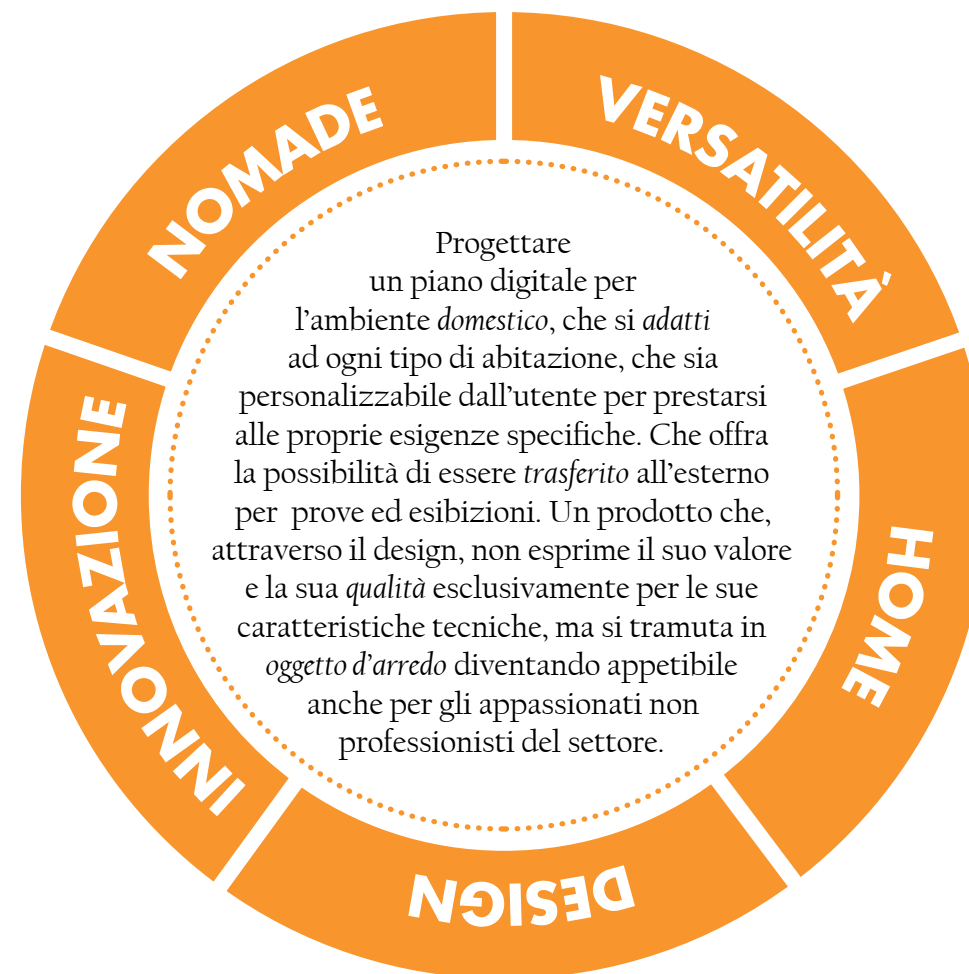 NOMADE
VERSATILITÀ
HOME
DESIGN
INNOVAZIONE
Progettare
un piano digitale per
l’ambiente domestico, che si adatti
ad ogni tipo di abitazione, che sia
personalizzabile dall’utente per prestarsi
alle proprie esigenze specifiche. Che offra
la possibilità di essere trasferito all’esterno
per prove ed esibizioni. Un prodotto che,
attraverso il design, non esprime il suo valore
e la sua qualità esclusivamente per le sue
caratteristiche tecniche, ma si tramuta in
oggetto d’arredo diventando appetibile
anche per gli appassionati non
professionisti del settore.